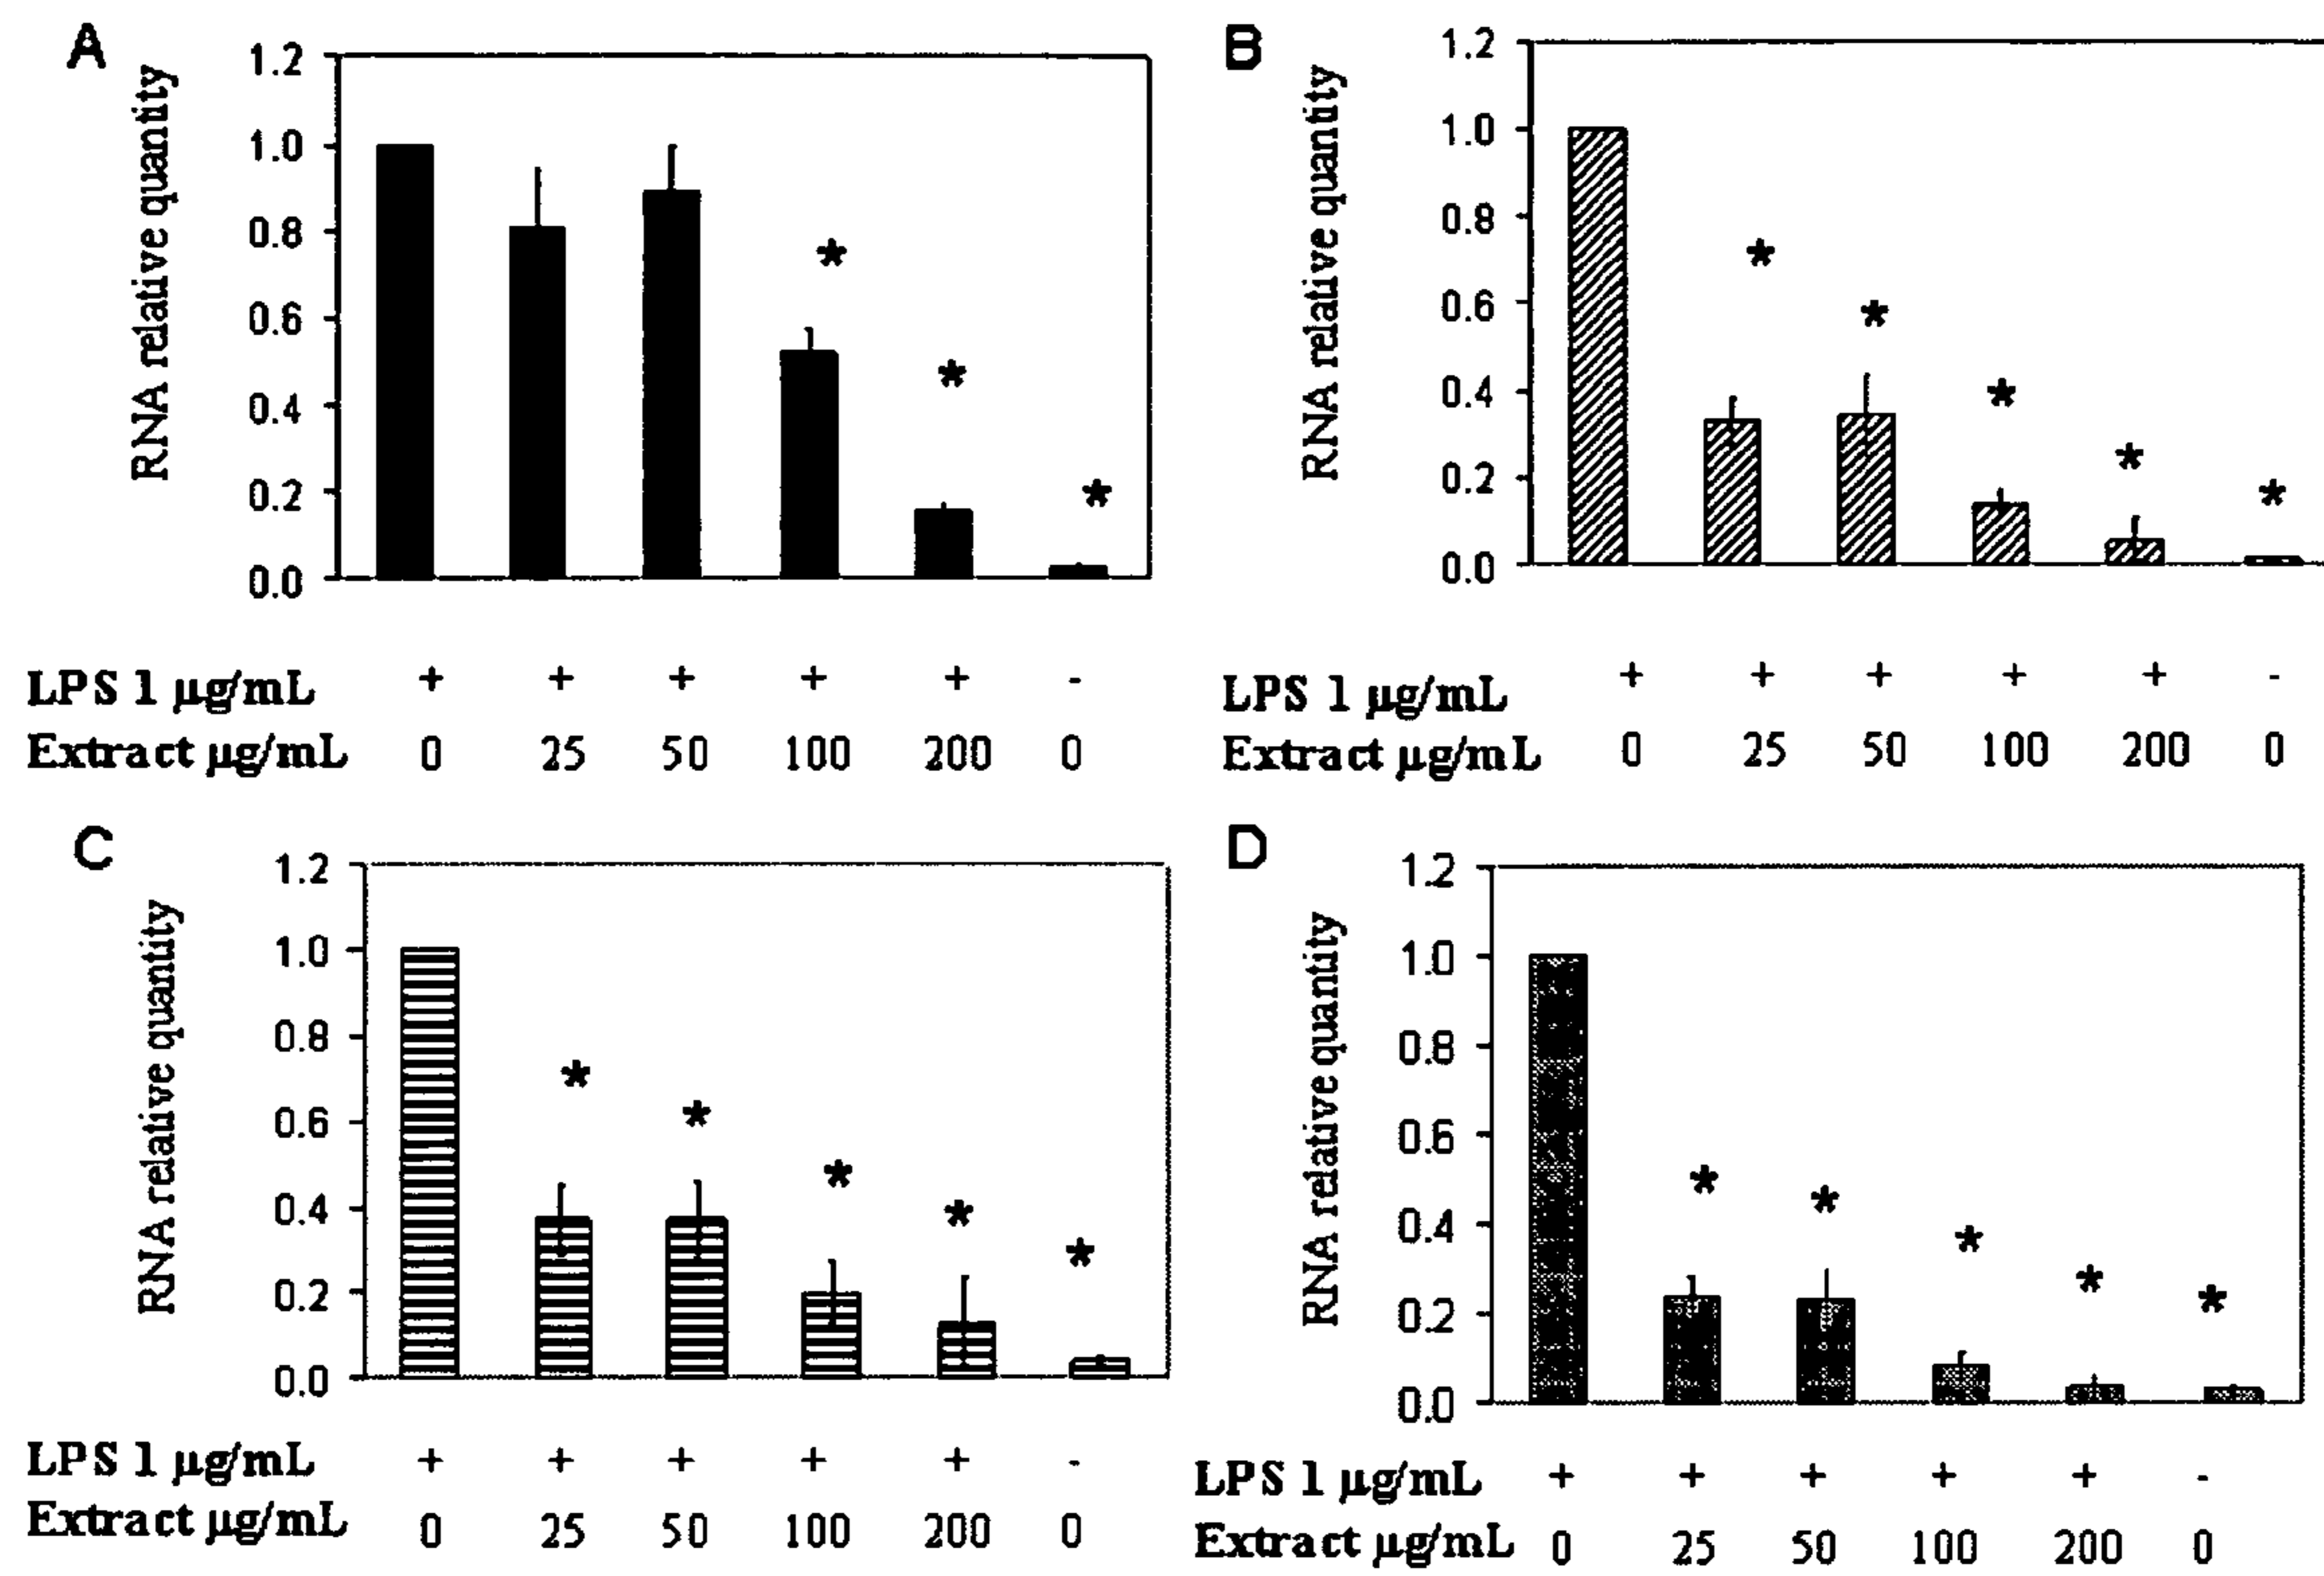 A
RNA relative quantity
1.2
1.0
0.8
0.6
0.4
0.2
0.0
* * *
LPS 1 µg/mL + + + + + -
Extract µg/mL 0 25 50 100 200 0
B
RNA relative quantity
1.2
1.0
0.8
0.6
0.4
0.2
0.0
* * * * *
LPS 1 µg/mL + + + + + -
Extract µg/mL 0 25 50 100 200 0
C
RNA relative quantity
1.2
1.0
0.8
0.6
0.4
0.2
0.0
* * * * *
LPS 1 µg/mL + + + + + -
Extract µg/mL 0 25 50 100 200 0
D
RNA relative quantity
1.2
1.0
0.8
0.6
0.4
0.2
0.0
* * * * *
LPS 1 µg/mL + + + + + -
Extract µg/mL 0 25 50 100 200 0